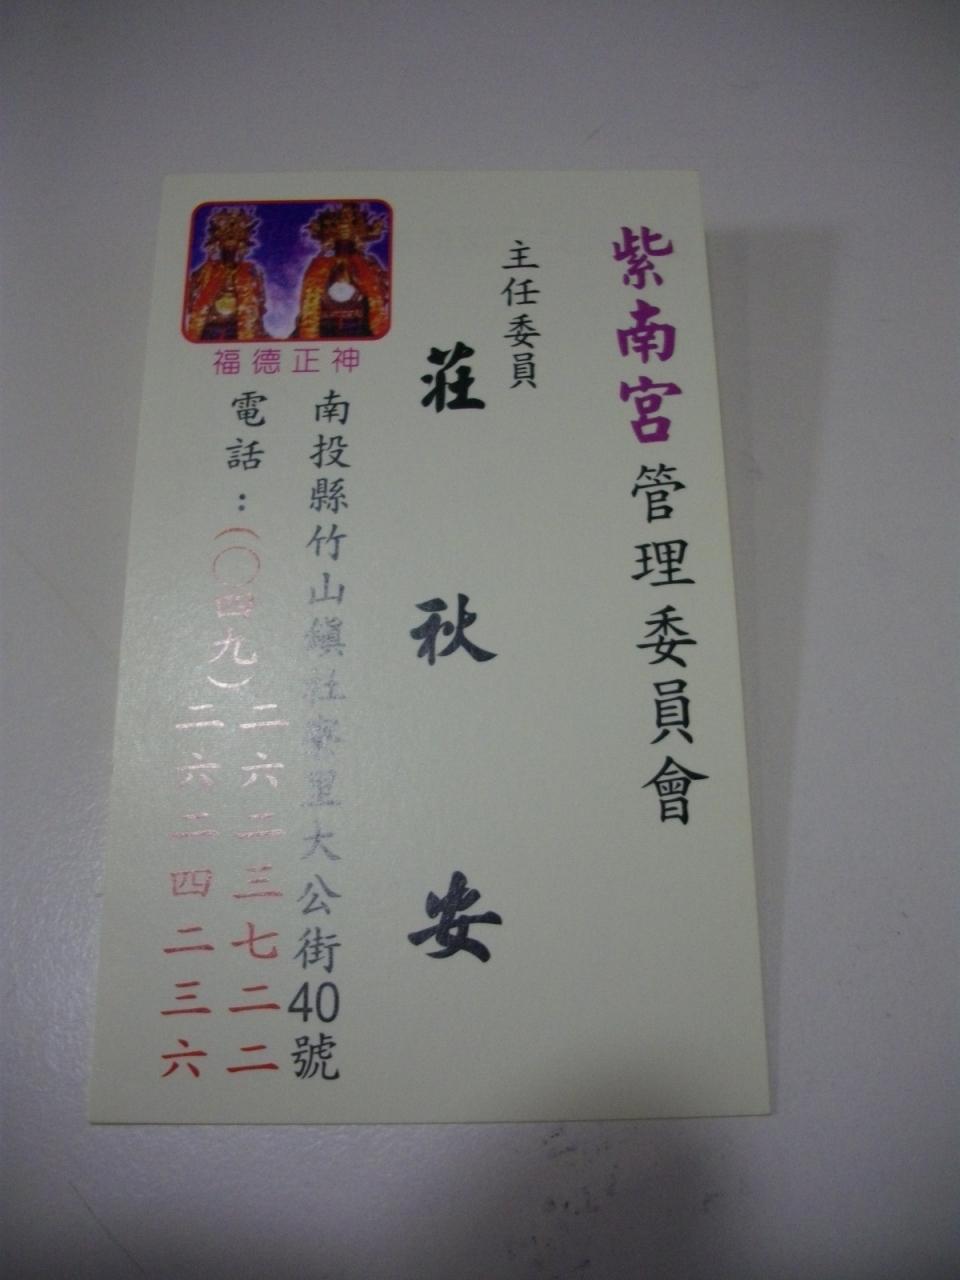 紫南宮管理委員會
主任委員
莊秋安
福德正神
南投縣竹山鎮社寮里大公街40號
電話:(〇四九)二六二三七二二
二六二四二三六